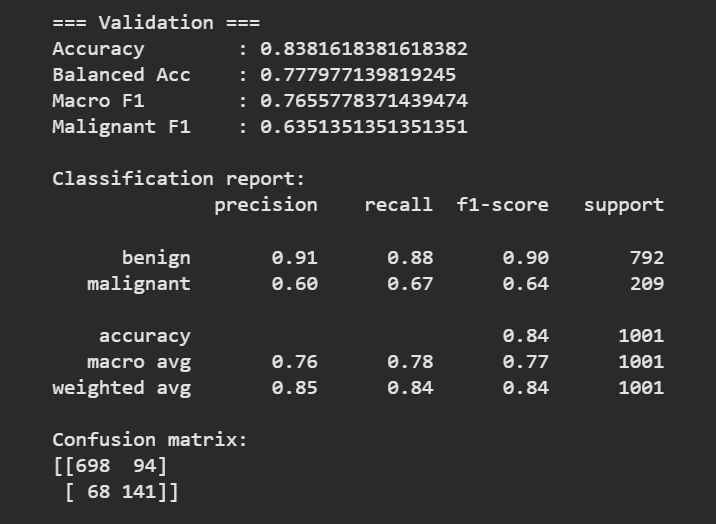 === Validation ===
Accuracy        : 0.8381618381618382
Balanced Acc    : 0.777977139819245
Macro F1        : 0.7655778371439474
Malignant F1    : 0.6351351351351351
Classification report:
              precision    recall  f1-score   support
      benign       0.91      0.88      0.90       792
   malignant       0.60      0.67      0.64       209
    accuracy                           0.84      1001
   macro avg       0.76      0.78      0.77      1001
weighted avg       0.85      0.84      0.84      1001
Confusion matrix:
[[698  94]
 [ 68 141]]